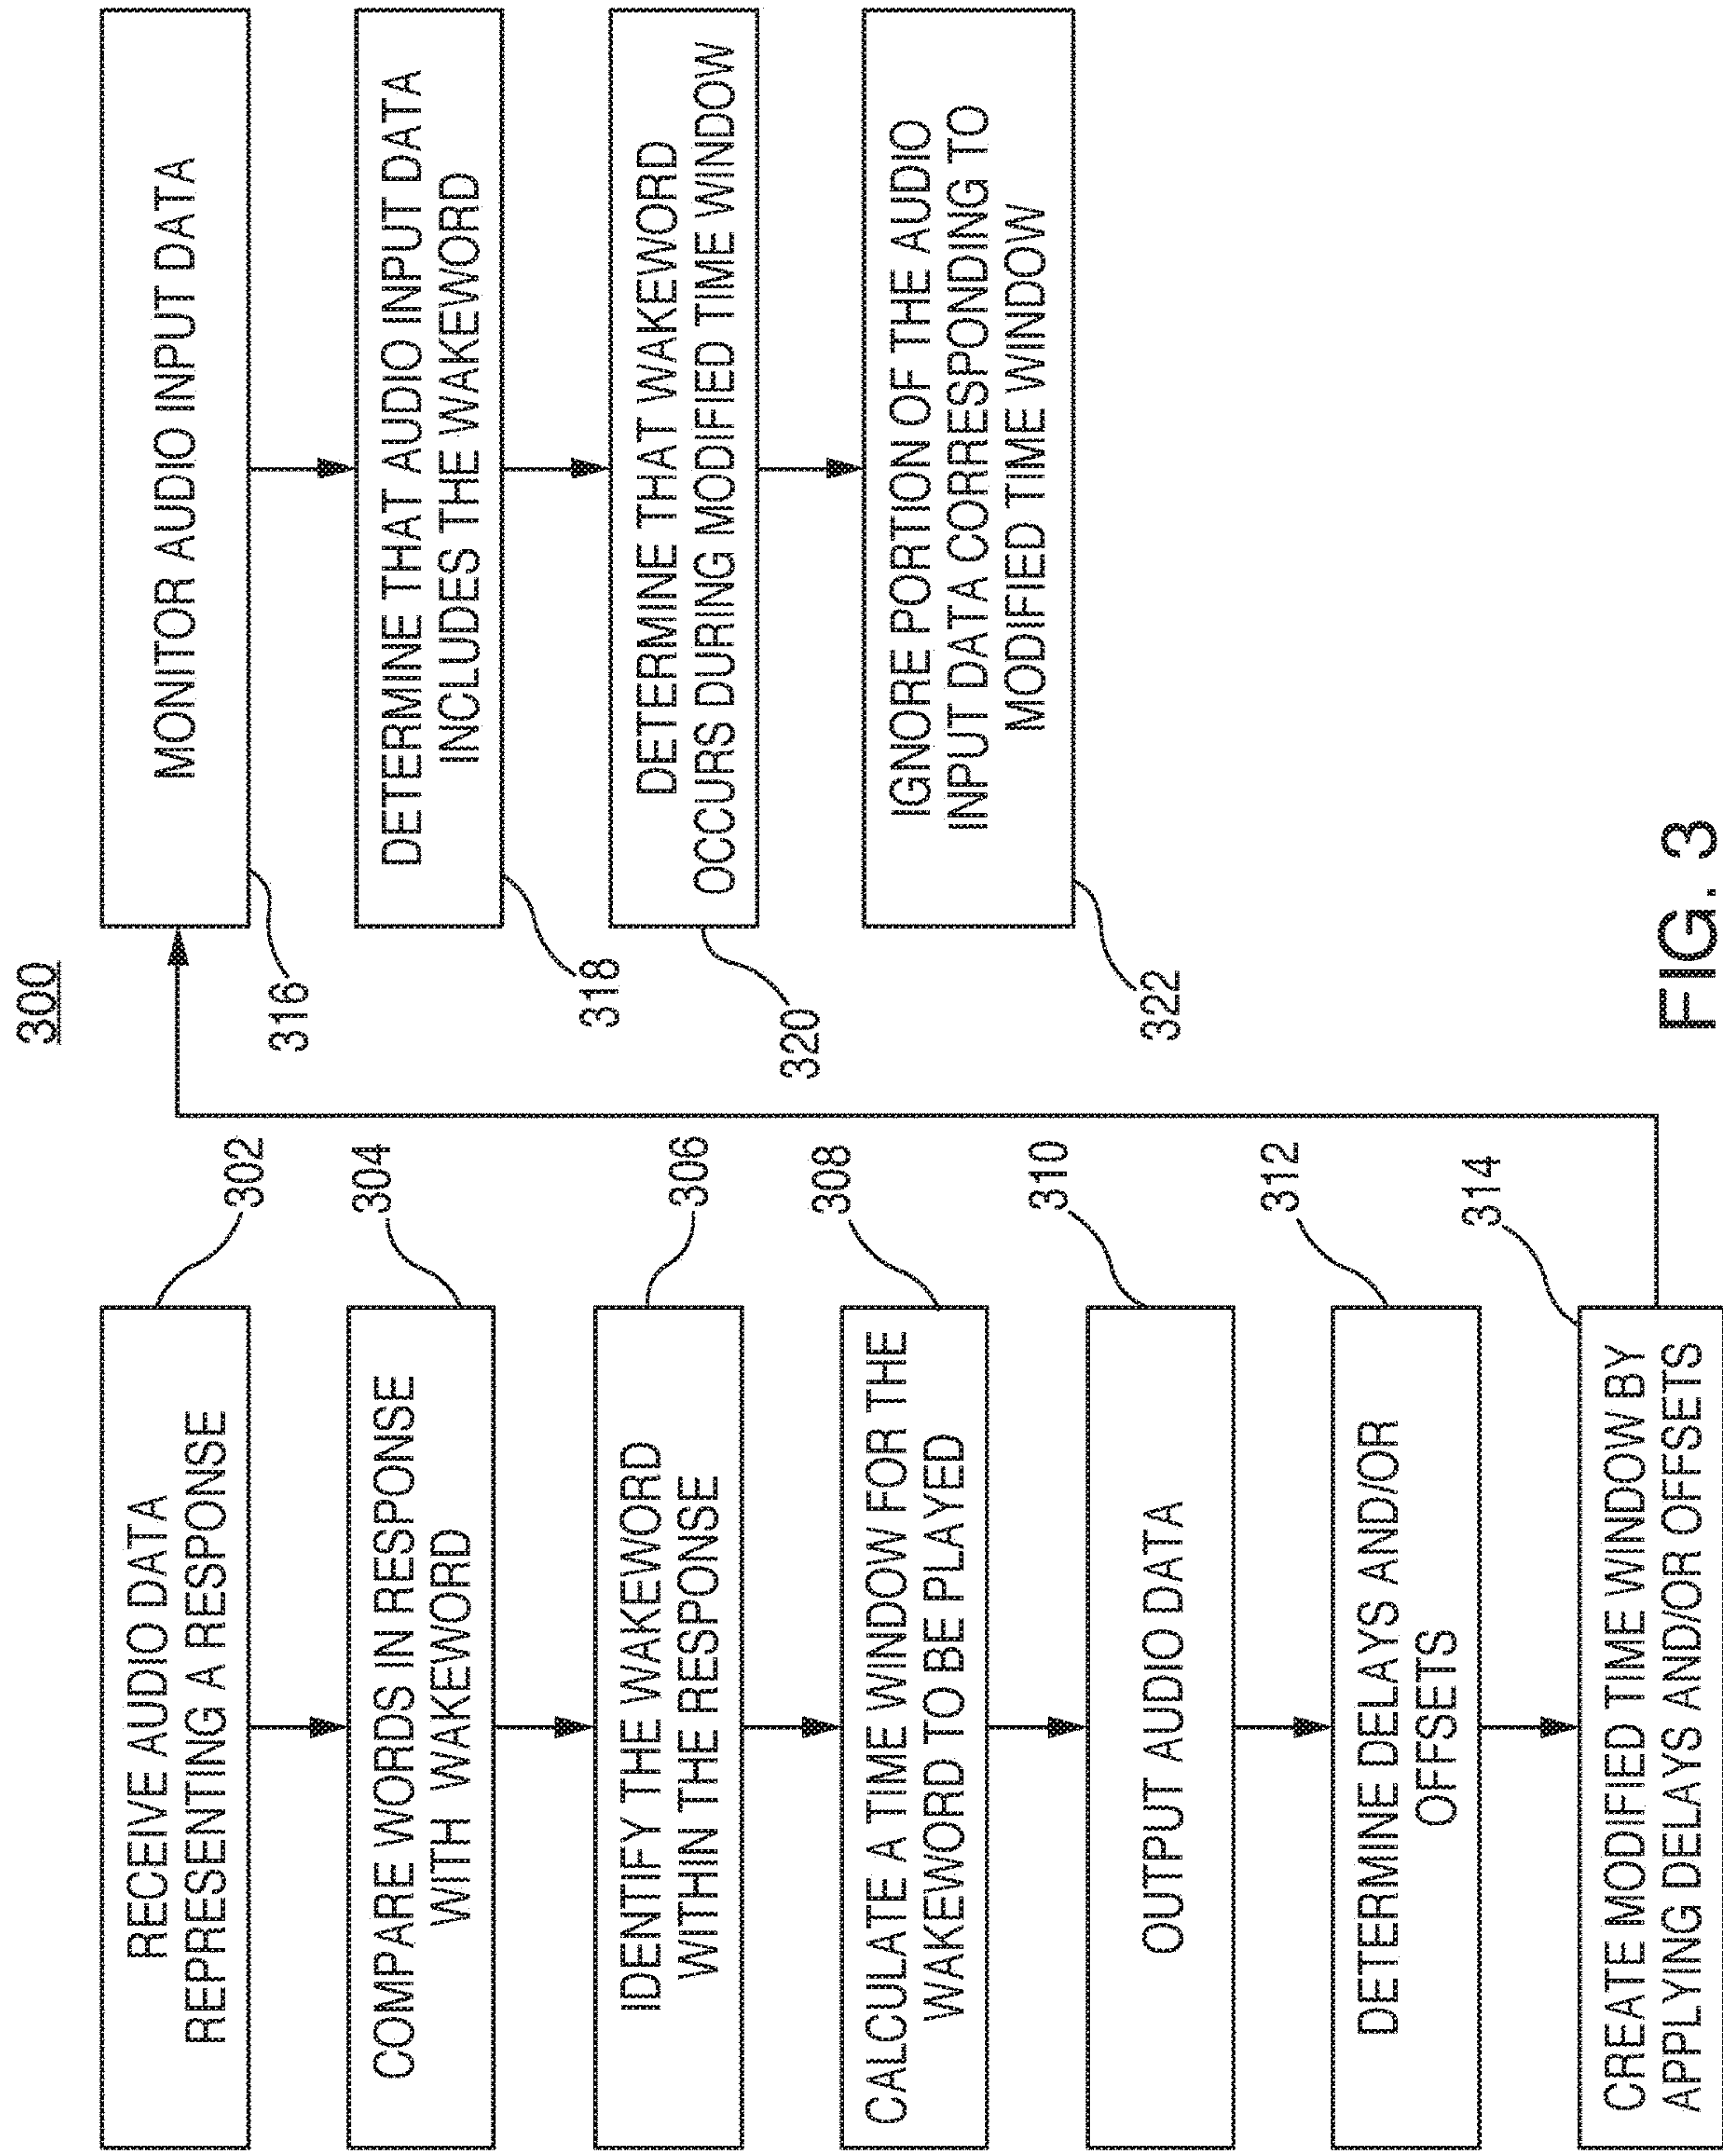 300
RECEIVE AUDIO DATA
REPRESENTING A RESPONSE
302
COMPARE WORDS IN RESPONSE
WITH WAKEWORD
304
IDENTIFY THE WAKEWORD
WITHIN THE RESPONSE
306
CALCULATE A TIME WINDOW FOR THE
WAKEWORD TO BE PLAYED
308
OUTPUT AUDIO DATA
310
DETERMINE DELAYS AND/OR
OFFSETS
312
CREATE MODIFIED TIME WINDOW BY
APPLYING DELAYS AND/OR OFFSETS
314
MONITOR AUDIO INPUT DATA
316
DETERMINE THAT AUDIO INPUT DATA
INCLUDES THE WAKEWORD
318
DETERMINE THAT WAKEWORD
OCCURS DURING MODIFIED TIME WINDOW
320
IGNORE PORTION OF THE AUDIO
INPUT DATA CORRESPONDING TO
MODIFIED TIME WINDOW
322
FIG. 3